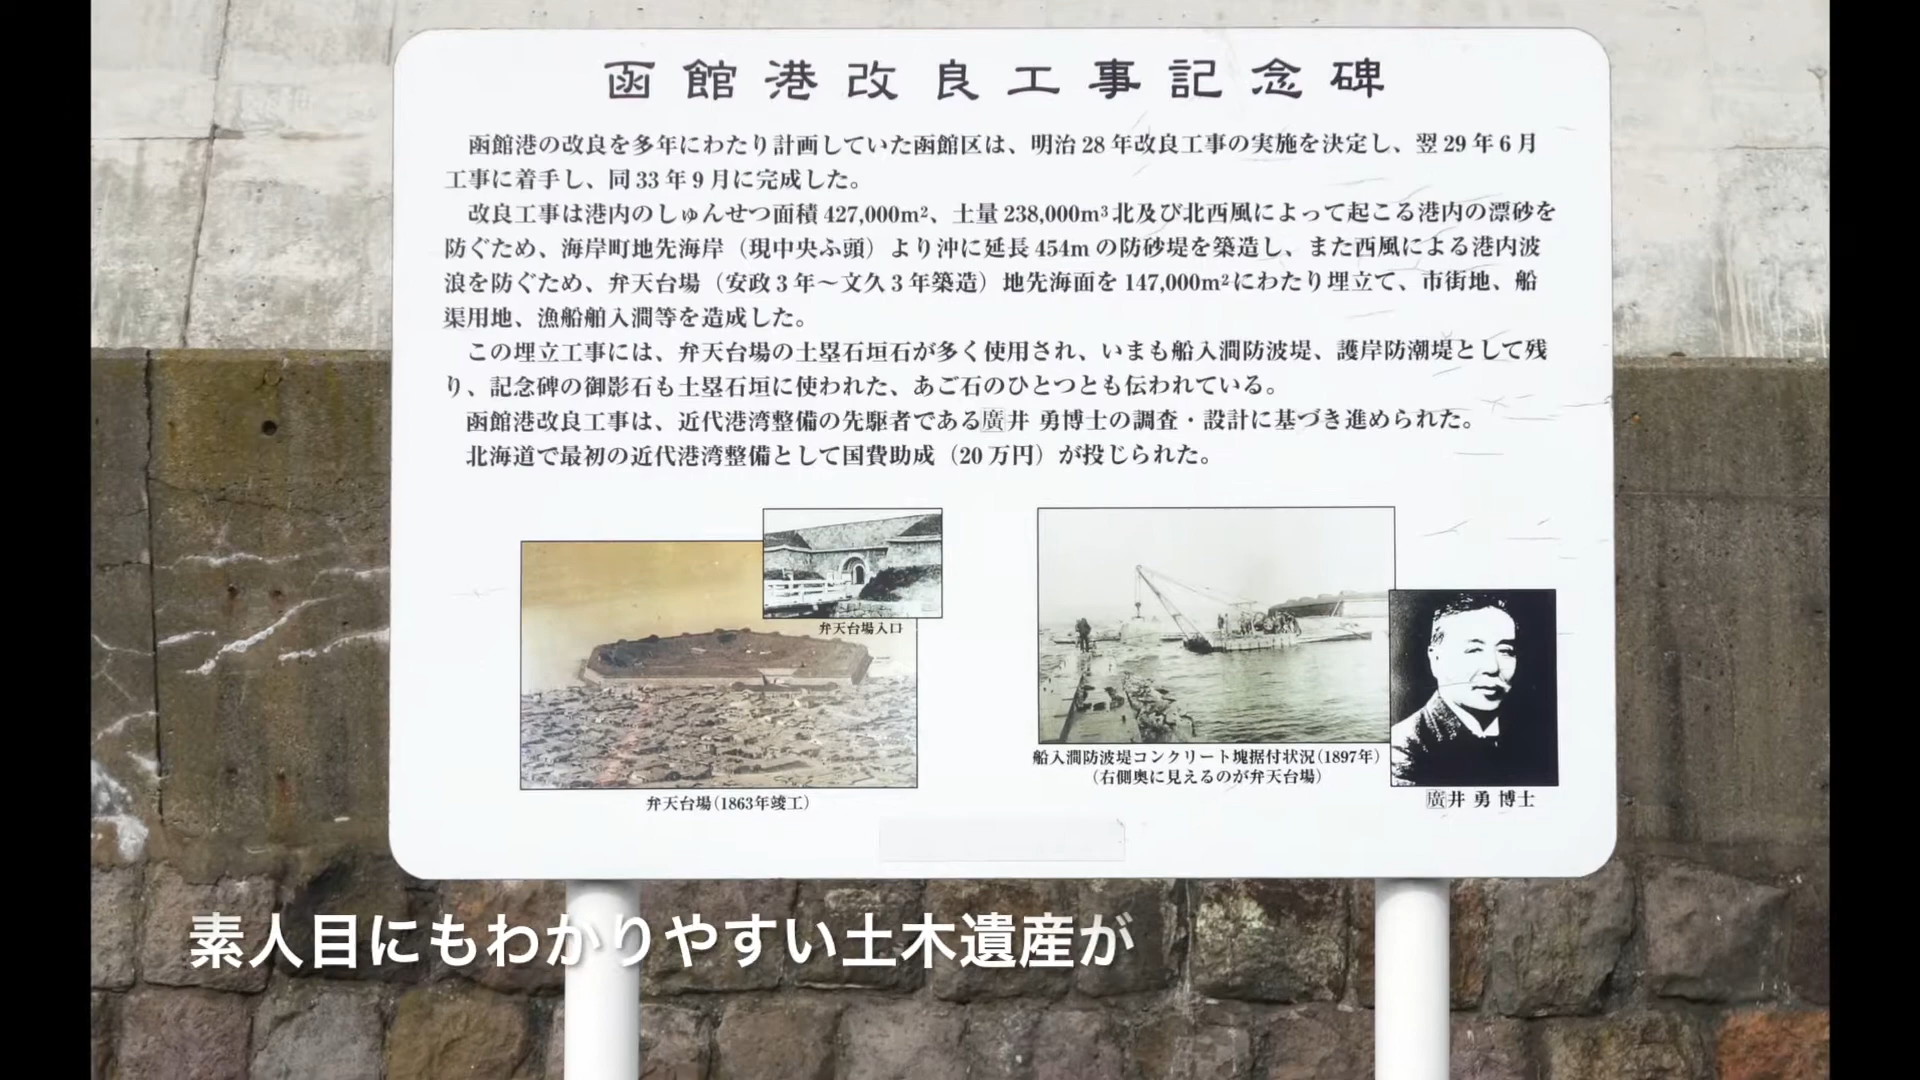 函館港改良工事記念碑
函館港の改良を多年にわたり計画していた函館区は、明治28年改良工事の実施を決定し、翌29年6月
工事に着手し、同33年9月に完成した。
改良工事は港内のしゅんせつ面積427,000m²、土量238,000m³北及び北西風によって起こる港内の漂砂を
防ぐため、海岸町地先海岸（現中央ふ頭）より沖に延長454mの防砂堤を築造し、また西風による港内波
浪を防ぐため、弁天台場（安政3年～文久3年築造）地先海面を147,000m²にわたり埋立て、市街地、船
渠用地、漁船舶入澗等を造成した。
この埋立工事には、弁天台場の土塁石垣石が多く使用され、いまも船入澗防波堤、護岸防潮堤として残
り、記念碑の御影石も土塁石垣に使われた、あご石のひとつとも伝われている。
函館港改良工事は、近代港湾整備の先駆者である廣井 勇博士の調査・設計に基づき進められた。
北海道で最初の近代港湾整備として国費助成（20万円）が投じられた。
弁天台場入口
弁天台場(1863年竣工)
船入澗防波堤コンクリート塊据付状況(1897年)
(右側奥に見えるのが弁天台場)
廣井 勇 博士
素人目にもわかりやすい土木遺産が